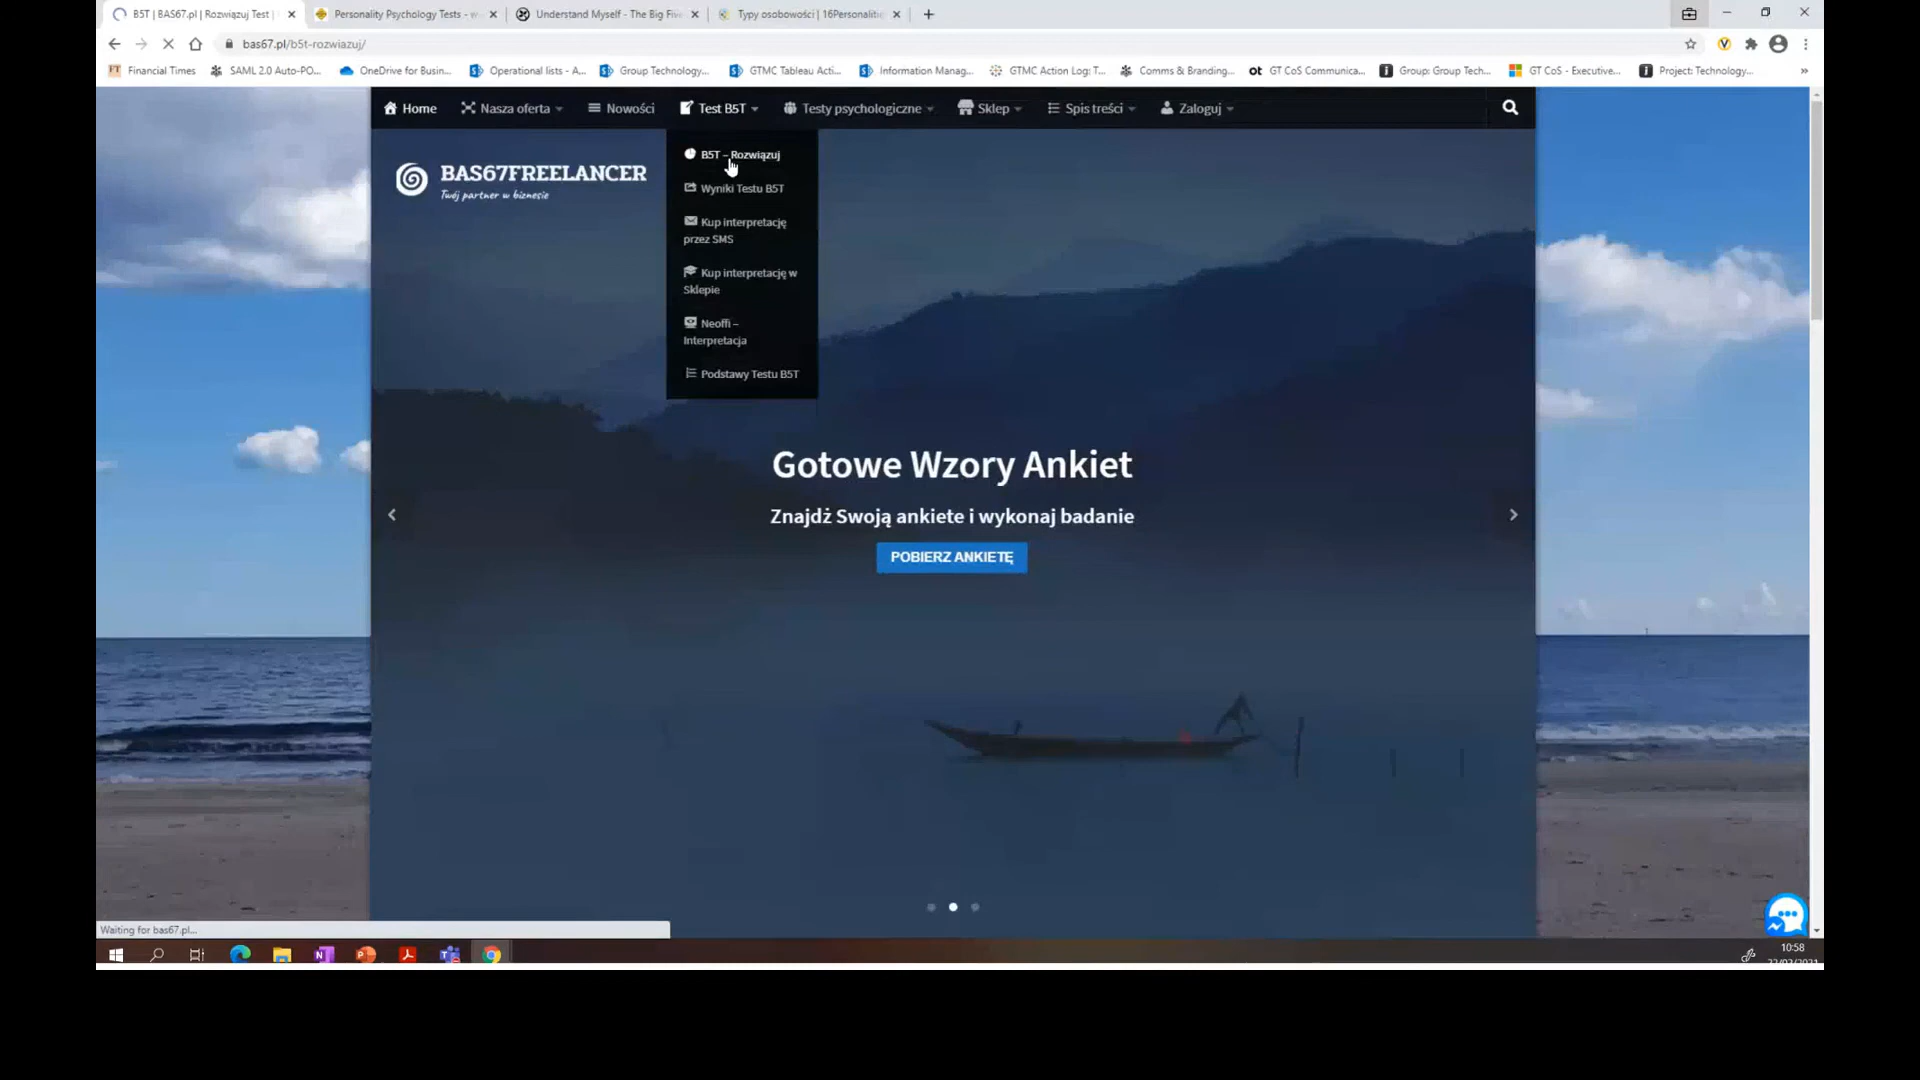 B5T | BAS67.pl | Rozwiązuj Test |
Personality Psychology Tests - w
Understand Myself - The Big Five
Typy osobowości | 16Personalitie
bas67.pl/b5t-rozwiazuj/
Financial Times
SAML 2.0 Auto-PO...
OneDrive for Busin...
Operational lists - A...
Group Technology...
GTMC Tableau Acti...
Information Manag...
GTMC Action Log: T...
Comms & Branding...
GT CoS Communica...
Group: Group Tech...
GT CoS - Executive...
Project: Technology...
Home
Nasza oferta
Nowości
Test B5T
Testy psychologiczne
Sklep
Spis treści
Zaloguj
BAS67FREELANCER
Twój partner w biznesie
B5T – Rozwiązuj
Wyniki Testu B5T
Kup interpretację
przez SMS
Kup interpretację w
Sklepie
Neoffi –
Interpretacja
Podstawy Testu B5T
Gotowe Wzory Ankiet
Znajdź Swoją ankiete i wykonaj badanie
POBIERZ ANKIETĘ
Waiting for bas67.pl...
10:58